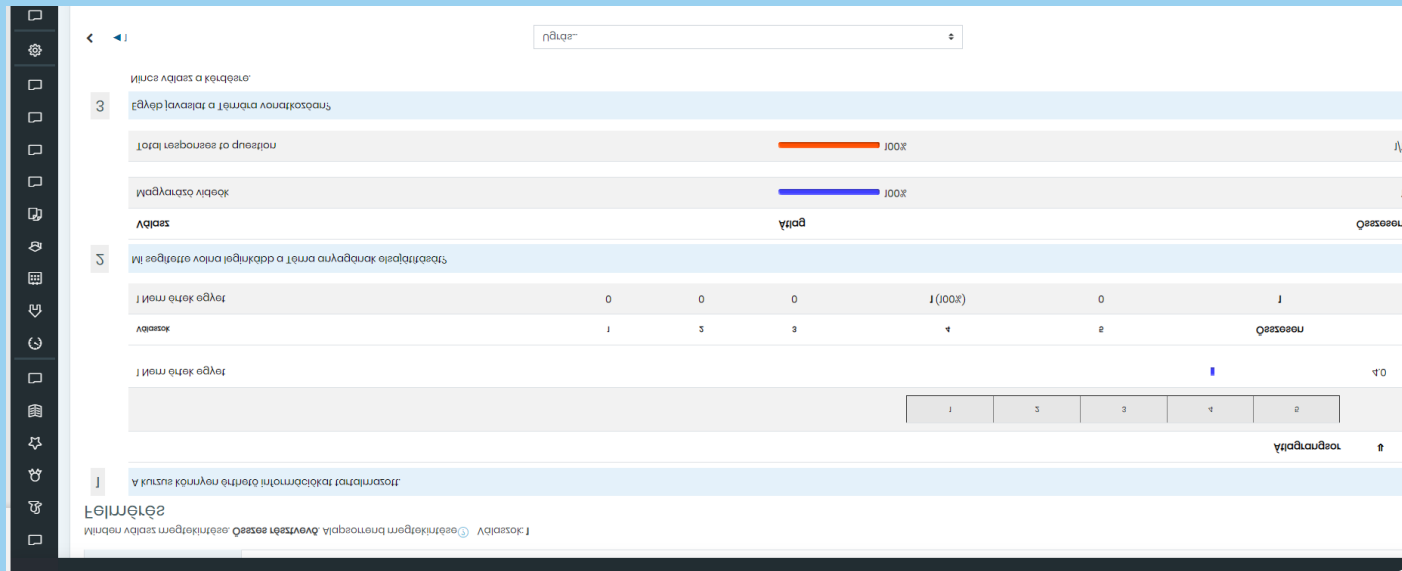 Minden válasz megtekintése. Összes résztvevő. Alapsorrend megtekintése Válaszok: 1
Felmérés
1 A kurzus könnyen érthető információkat tartalmazott.
Átlagrangsor ⇑
1 2 3 4 5
1 Nem értek egyet 4.0
Válaszok 1 2 3 4 5 Összesen
1 Nem értek egyet 0 0 0 1 (100%) 0 1
2 Mi segítette volna leginkább a Téma anyagának elsajátítását?
Válasz Átlag Összesen
Magyarázó videók 100%
Total responses to question 100% 1/
3 Egyéb javaslat a Témára vonatkozóan?
Nincs válasz a kérdésre.
◄ 1 Ugrás...